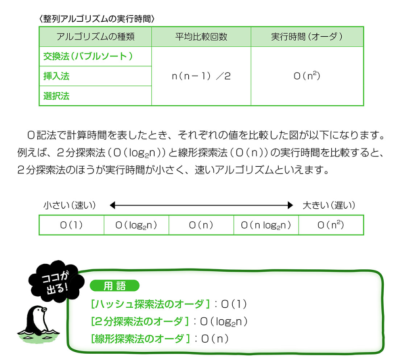 〈整列アルゴリズムの実行時間〉
アルゴリズムの種類 平均比較回数 実行時間（オーダ）
交換法（バブルソート）
挿入法 n（n－1）／2 O（n²）
選択法
O記法で計算時間を表したとき、それぞれの値を比較した図が以下になります。
例えば、2分探索法（O（log₂n））と線形探索法（O（n））の実行時間を比較すると、
2分探索法のほうが実行時間が小さく、速いアルゴリズムといえます。
小さい（速い） 大きい（遅い）
O（1） O（log₂n） O（n） O（n log₂n） O（n²）
ココが
出る！
用語
［ハッシュ探索法のオーダ］：O（1）
［2分探索法のオーダ］：O（log₂n）
［線形探索法のオーダ］：O（n）